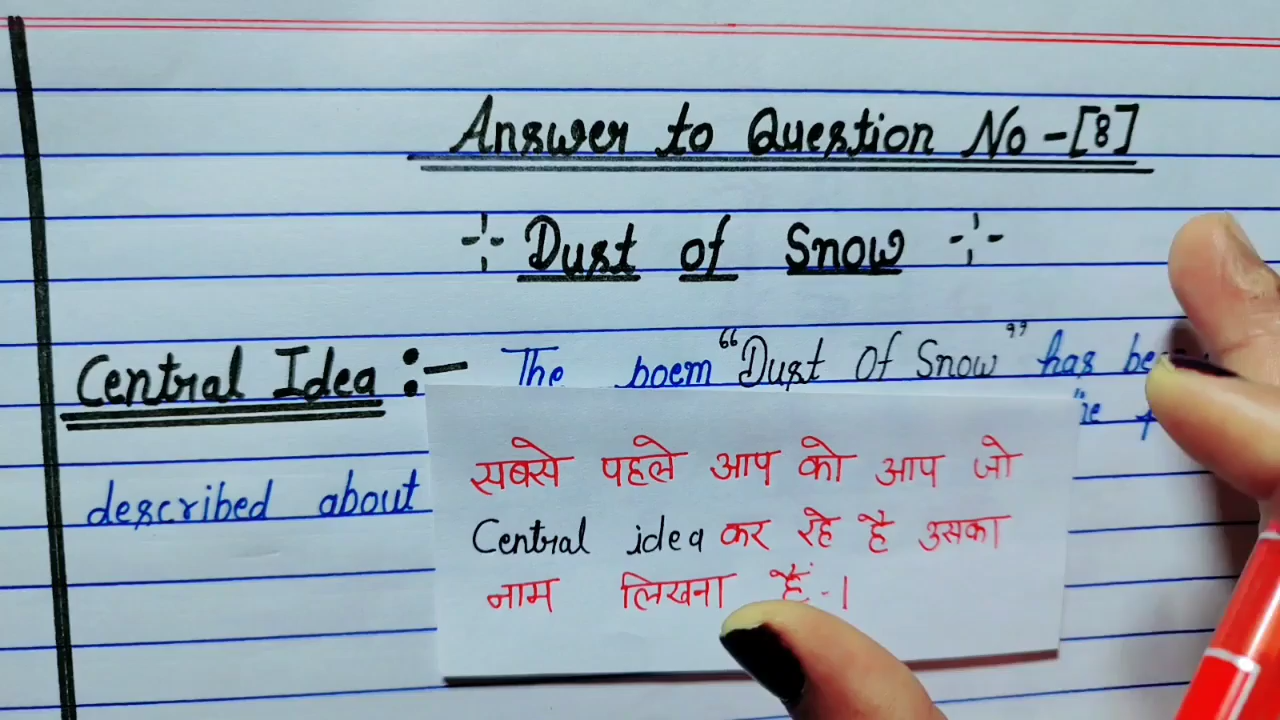 Answer to Question No - [8]
Dust of Snow
Central Idea :- The poem "Dust Of Snow" has
described about
सबसे पहले आप को आप जो
Central idea कर रहे है उसका
नाम लिखना हैं - ।